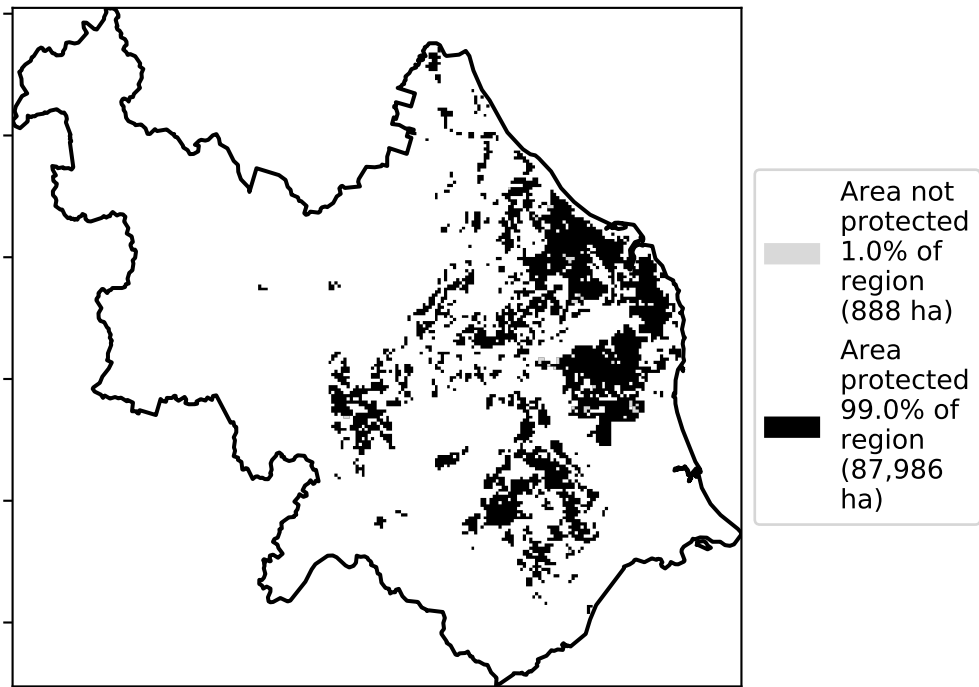 Area not
protected
1.0% of
region
(888 ha)
Area
protected
99.0% of
region
(87,986
ha)